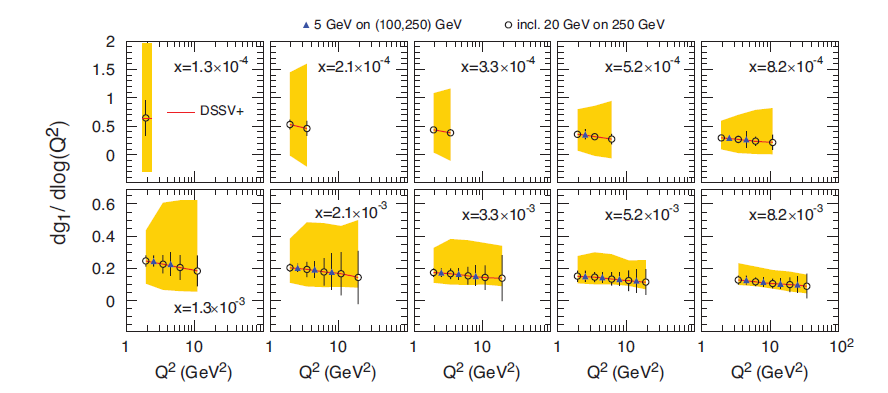 5 GeV on (100,250) GeV
incl. 20 GeV on 250 GeV
dg₁/ dlog(Q²)
2
1.5
1
0.5
0
x=1.3×10⁻⁴
DSSV+
x=2.1×10⁻⁴
x=3.3×10⁻⁴
x=5.2×10⁻⁴
x=8.2×10⁻⁴
0.6
0.4
0.2
0
x=1.3×10⁻³
x=2.1×10⁻³
x=3.3×10⁻³
x=5.2×10⁻³
x=8.2×10⁻³
1 10 1 10 1 10 1 10 1 10 10²
Q² (GeV²) Q² (GeV²) Q² (GeV²) Q² (GeV²) Q² (GeV²)